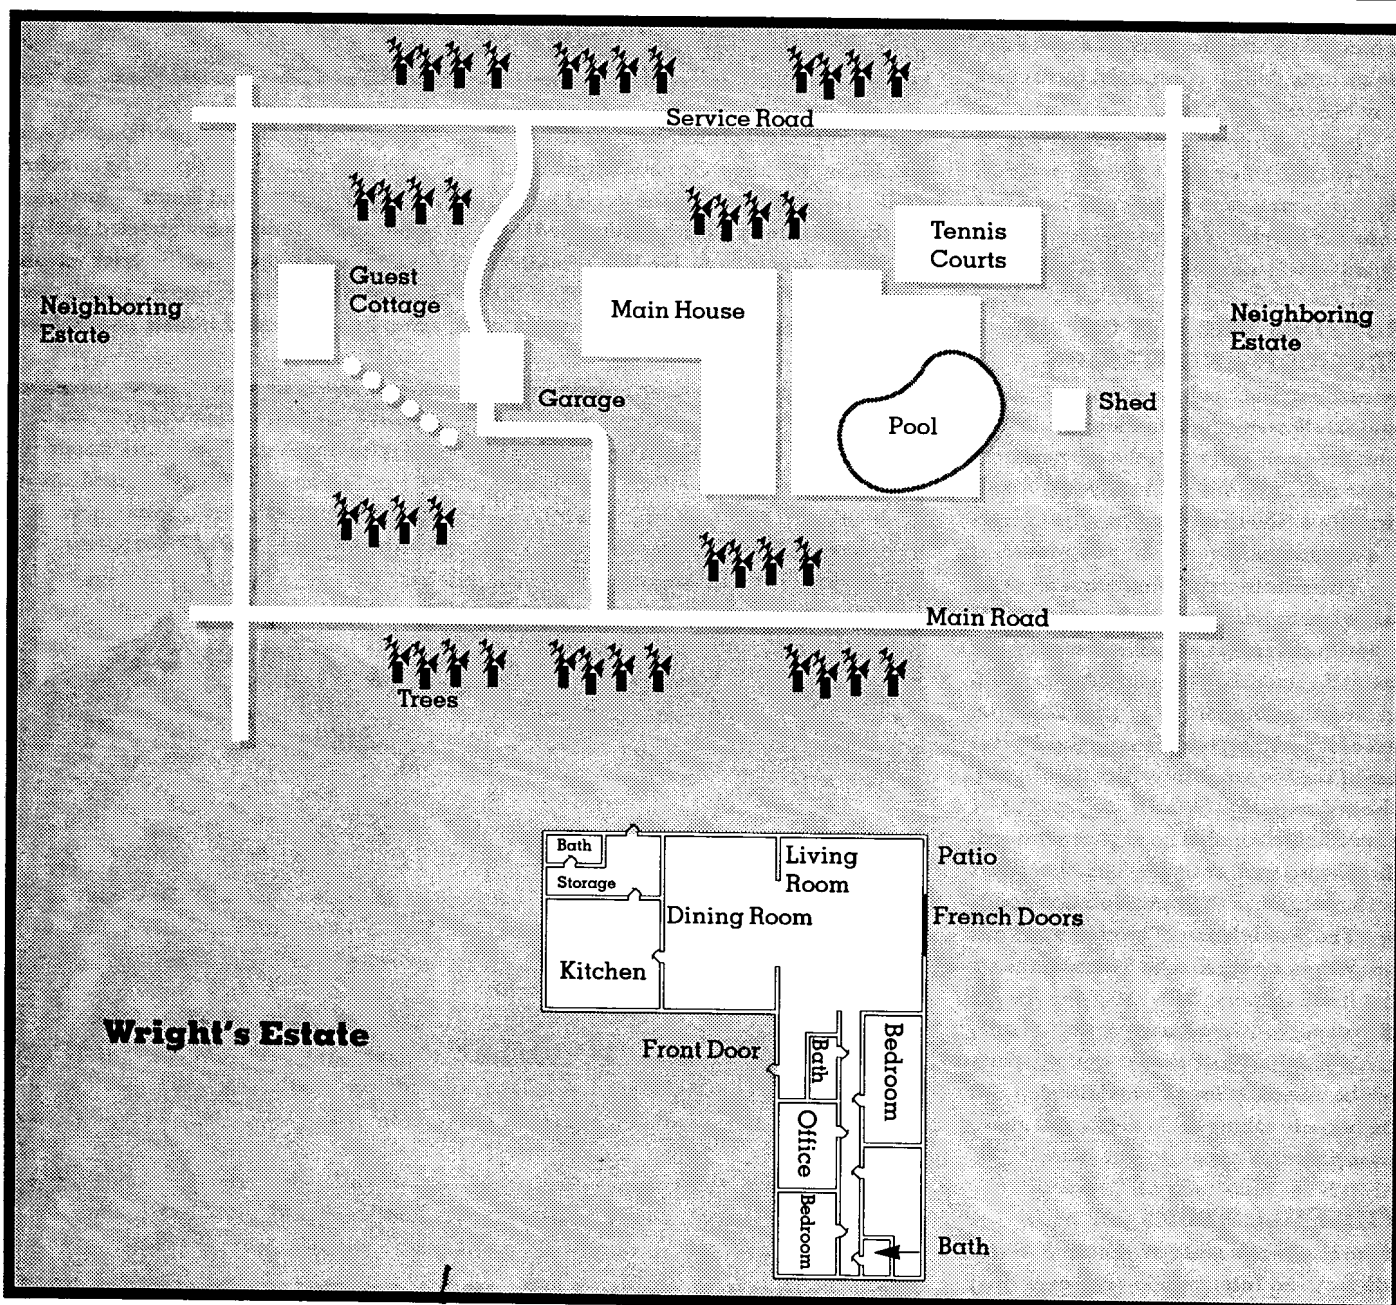 Service Road
Tennis
Courts
Guest
Cottage
Main House
Neighboring
Estate
Neighboring
Estate
Garage
Pool
Shed
Main Road
Trees
Bath
Living
Room
Patio
Storage
Dining Room
French Doors
Kitchen
Wright's Estate
Front Door
Bath
Bedroom
Office
Bedroom
Bath